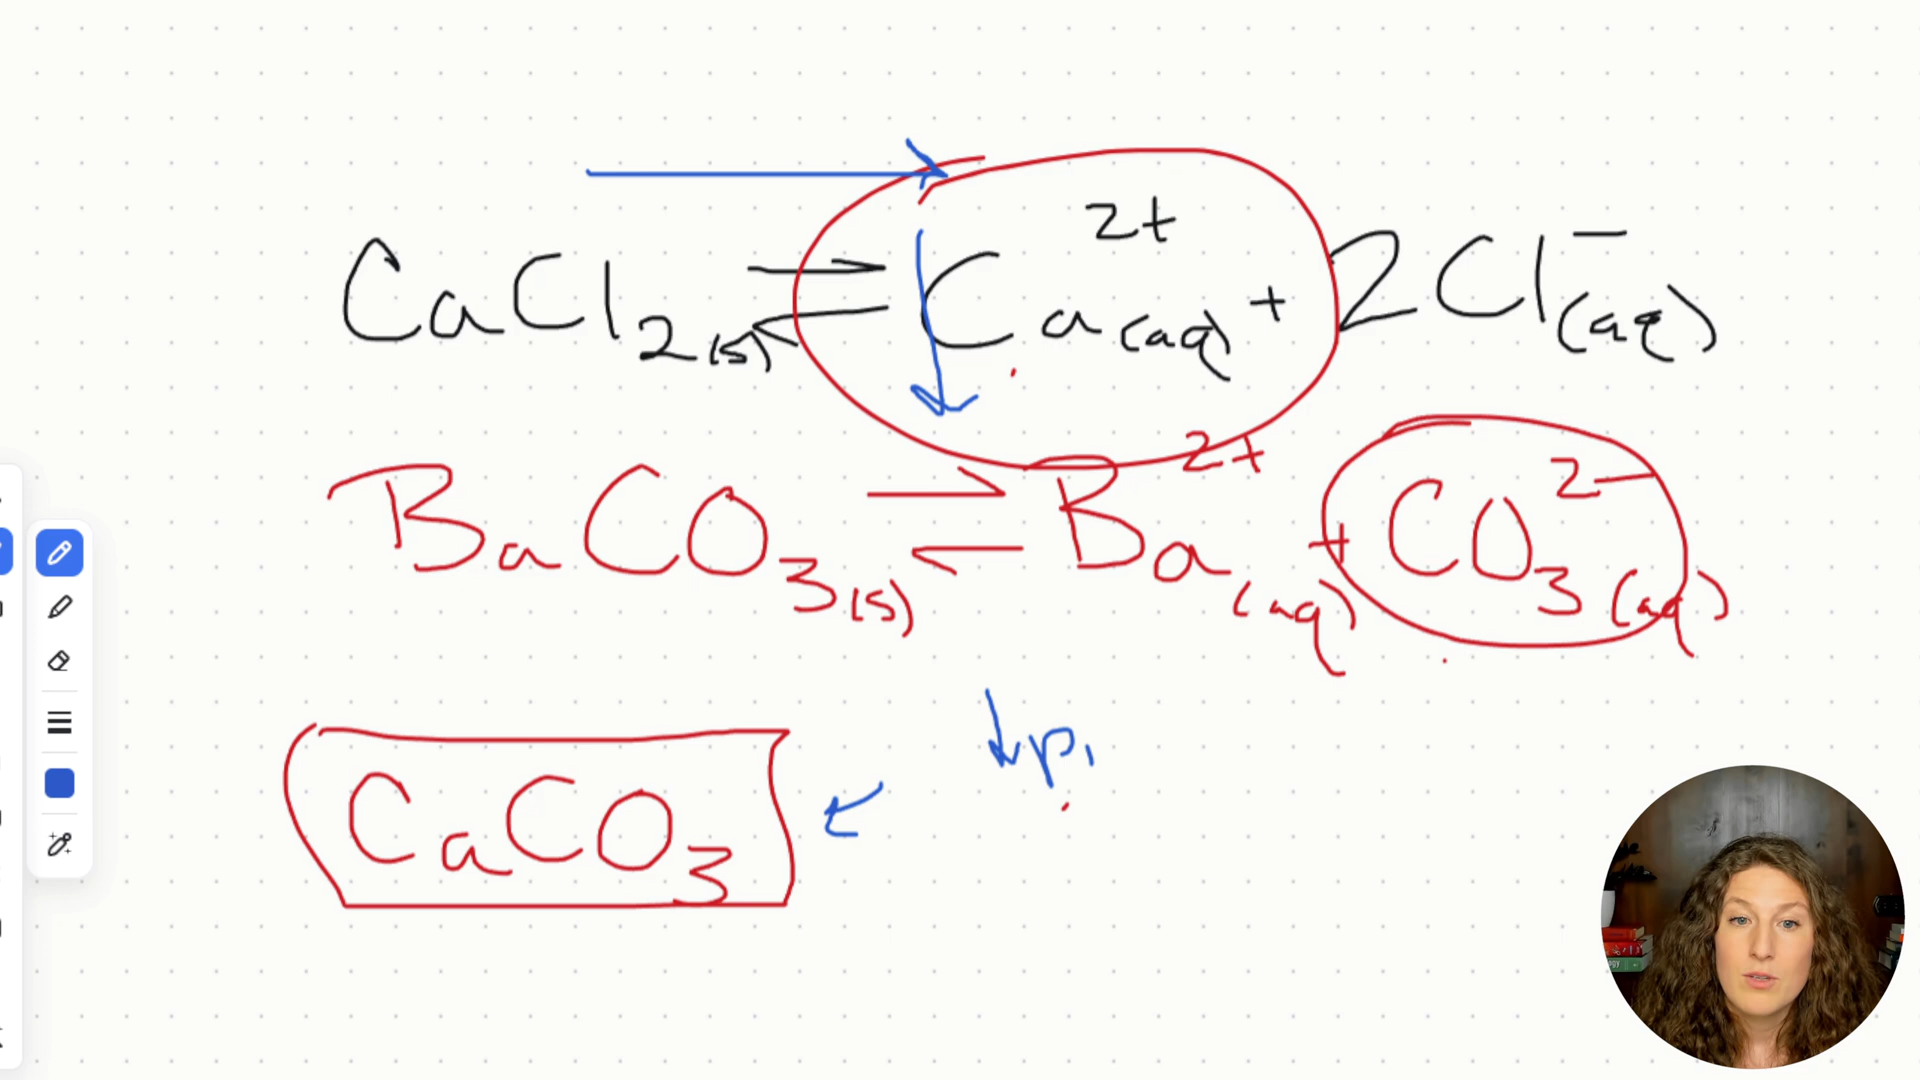 CaCl₂(s) ⇌ Ca²⁺(aq) + 2Cl⁻(aq)
BaCO₃(s) ⇌ Ba²⁺(aq) + CO₃²⁻(aq)
↓p,
CaCO₃